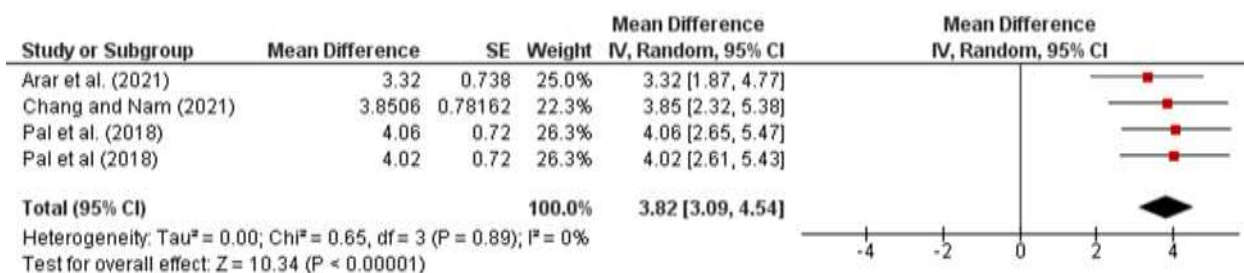 Mean Difference Mean Difference
Study or Subgroup Mean Difference SE Weight IV, Random, 95% CI IV, Random, 95% CI
Arar et al. (2021) 3.32 0.738 25.0% 3.32 [1.87, 4.77]
Chang and Nam (2021) 3.8506 0.78162 22.3% 3.85 [2.32, 5.38]
Pal et al. (2018) 4.06 0.72 26.3% 4.06 [2.65, 5.47]
Pal et al (2018) 4.02 0.72 26.3% 4.02 [2.61, 5.43]
Total (95% CI) 100.0% 3.82 [3.09, 4.54]
Heterogeneity: Tau² = 0.00; Chi² = 0.65, df = 3 (P = 0.89); I² = 0%
Test for overall effect: Z = 10.34 (P < 0.00001)
-4 -2 0 2 4